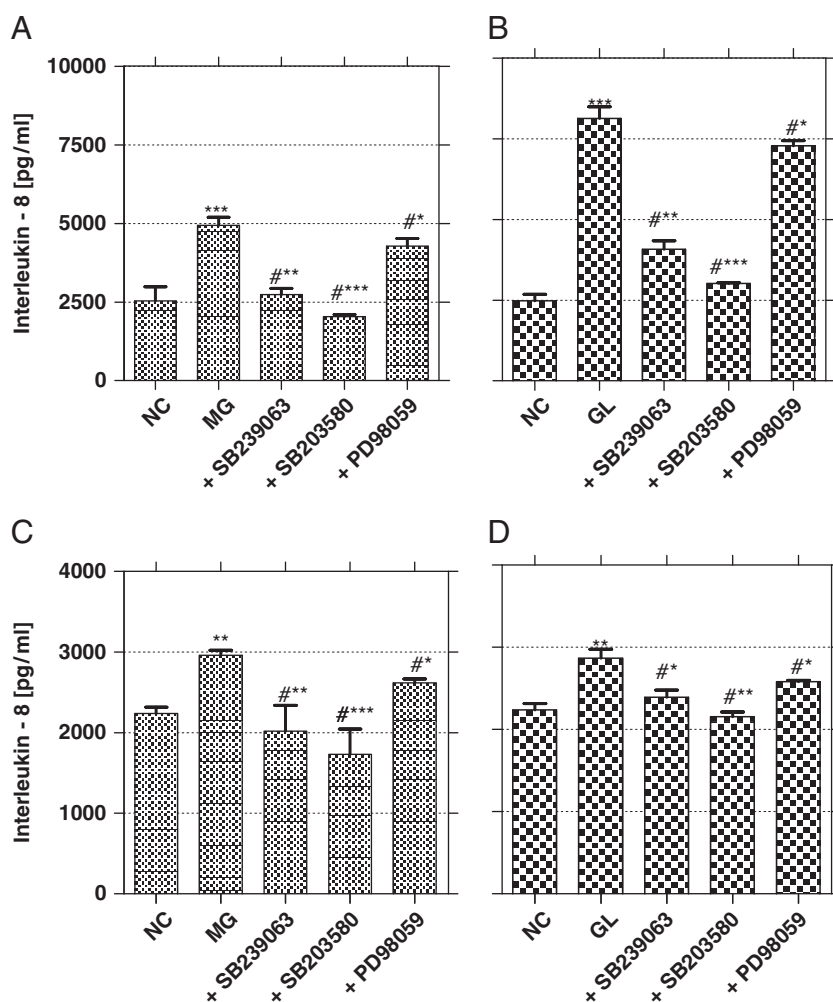 A
B
Interleukin - 8 [pg/ml]
10000
7500
5000
2500
0
***
#**
#***
#*
***
#**
#***
#*
NC
MG
+ SB239063
+ SB203580
+ PD98059
NC
GL
+ SB239063
+ SB203580
+ PD98059
C
D
Interleukin - 8 [pg/ml]
4000
3000
2000
1000
0
**
#**
#***
#*
**
#*
#**
#*
NC
MG
+ SB239063
+ SB203580
+ PD98059
NC
GL
+ SB239063
+ SB203580
+ PD98059